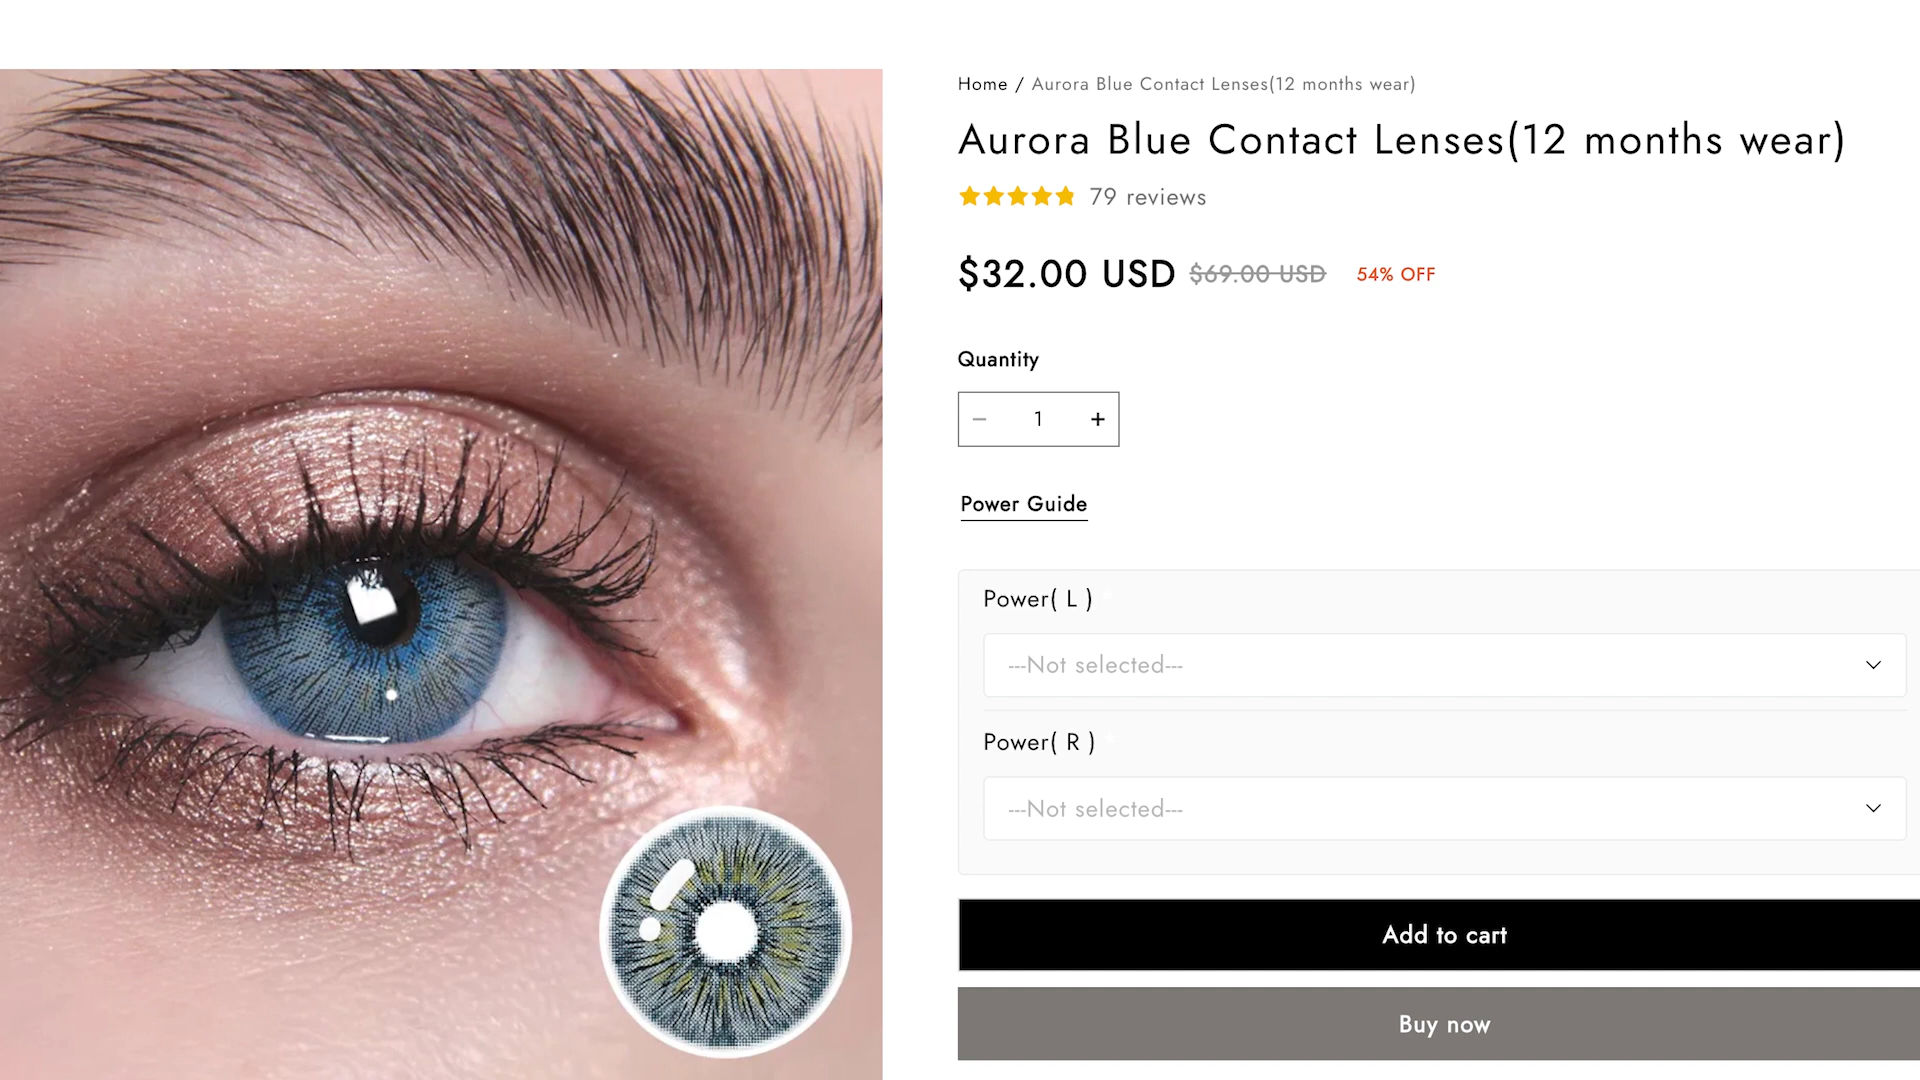 Home / Aurora Blue Contact Lenses(12 months wear)
Aurora Blue Contact Lenses(12 months wear)
79 reviews
$32.00 USD $69.00 USD 54% OFF
Quantity
1
Power Guide
Power( L )
---Not selected---
Power( R )
---Not selected---
Add to cart
Buy now